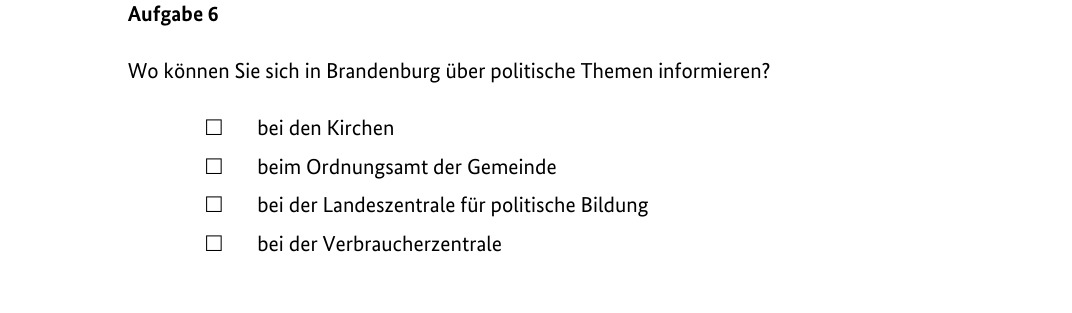 Aufgabe 6
Wo können Sie sich in Brandenburg über politische Themen informieren?
☐ bei den Kirchen
☐ beim Ordnungsamt der Gemeinde
☐ bei der Landeszentrale für politische Bildung
☐ bei der Verbraucherzentrale